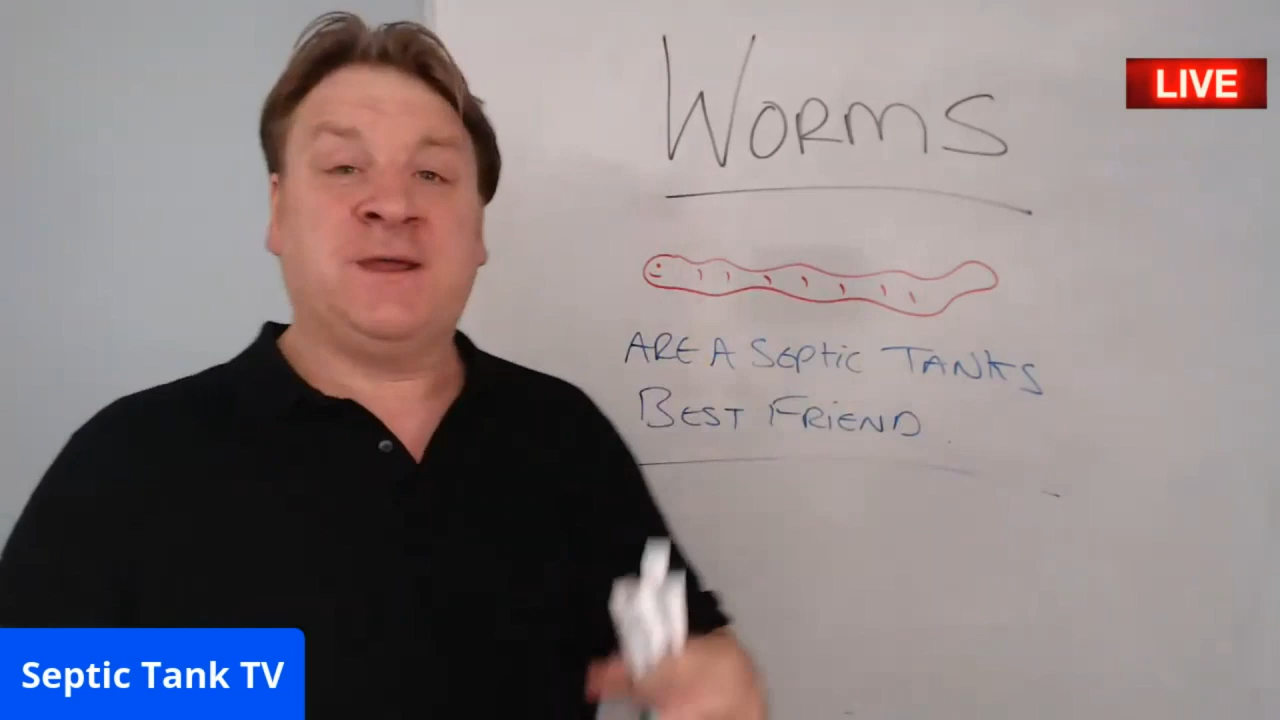 WORMS
LIVE
ARE A SEPTIC TANKS
BEST FRIEND
Septic Tank TV